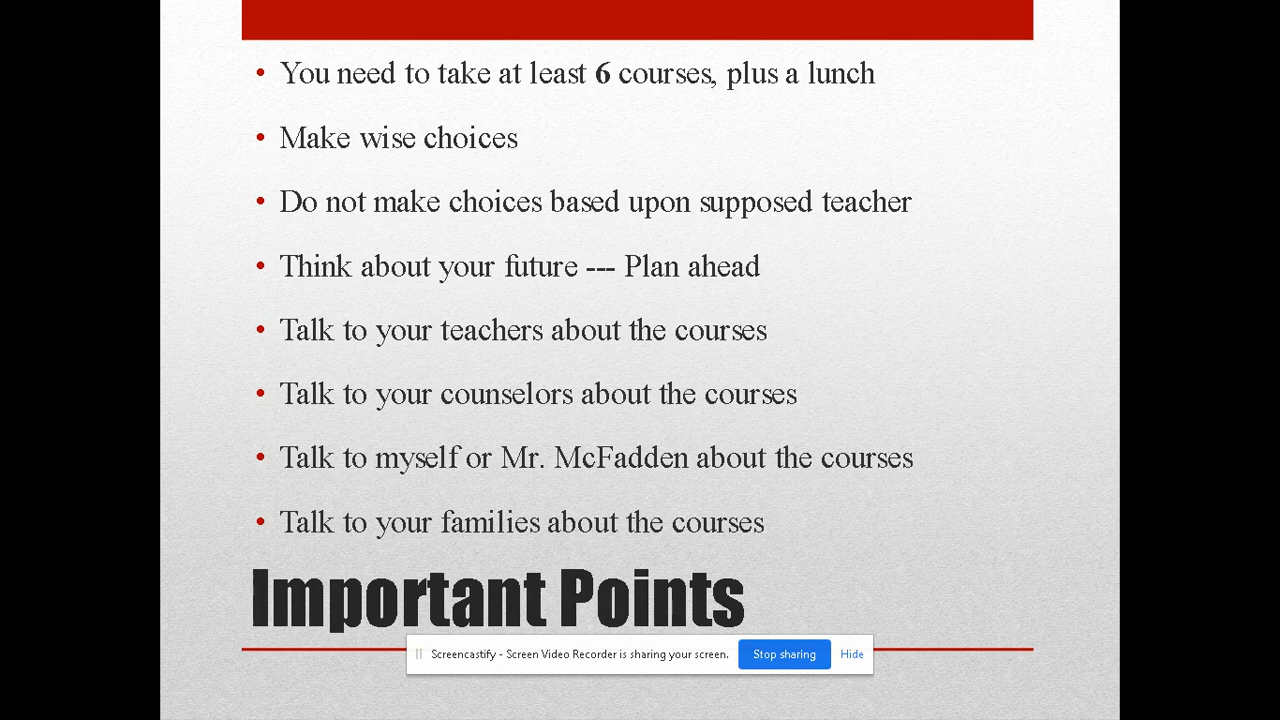 • You need to take at least 6 courses, plus a lunch
• Make wise choices
• Do not make choices based upon supposed teacher
• Think about your future --- Plan ahead
• Talk to your teachers about the courses
• Talk to your counselors about the courses
• Talk to myself or Mr. McFadden about the courses
• Talk to your families about the courses
Important Points
Screencastify - Screen Video Recorder is sharing your screen. Stop sharing Hide